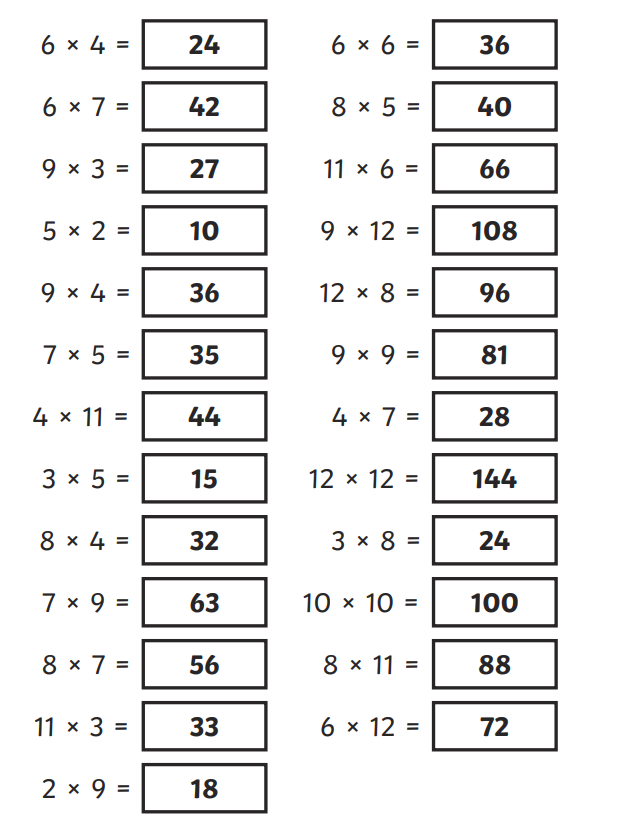 6 × 4 = 24
6 × 7 = 42
9 × 3 = 27
5 × 2 = 10
9 × 4 = 36
7 × 5 = 35
4 × 11 = 44
3 × 5 = 15
8 × 4 = 32
7 × 9 = 63
8 × 7 = 56
11 × 3 = 33
2 × 9 = 18
6 × 6 = 36
8 × 5 = 40
11 × 6 = 66
9 × 12 = 108
12 × 8 = 96
9 × 9 = 81
4 × 7 = 28
12 × 12 = 144
3 × 8 = 24
10 × 10 = 100
8 × 11 = 88
6 × 12 = 72